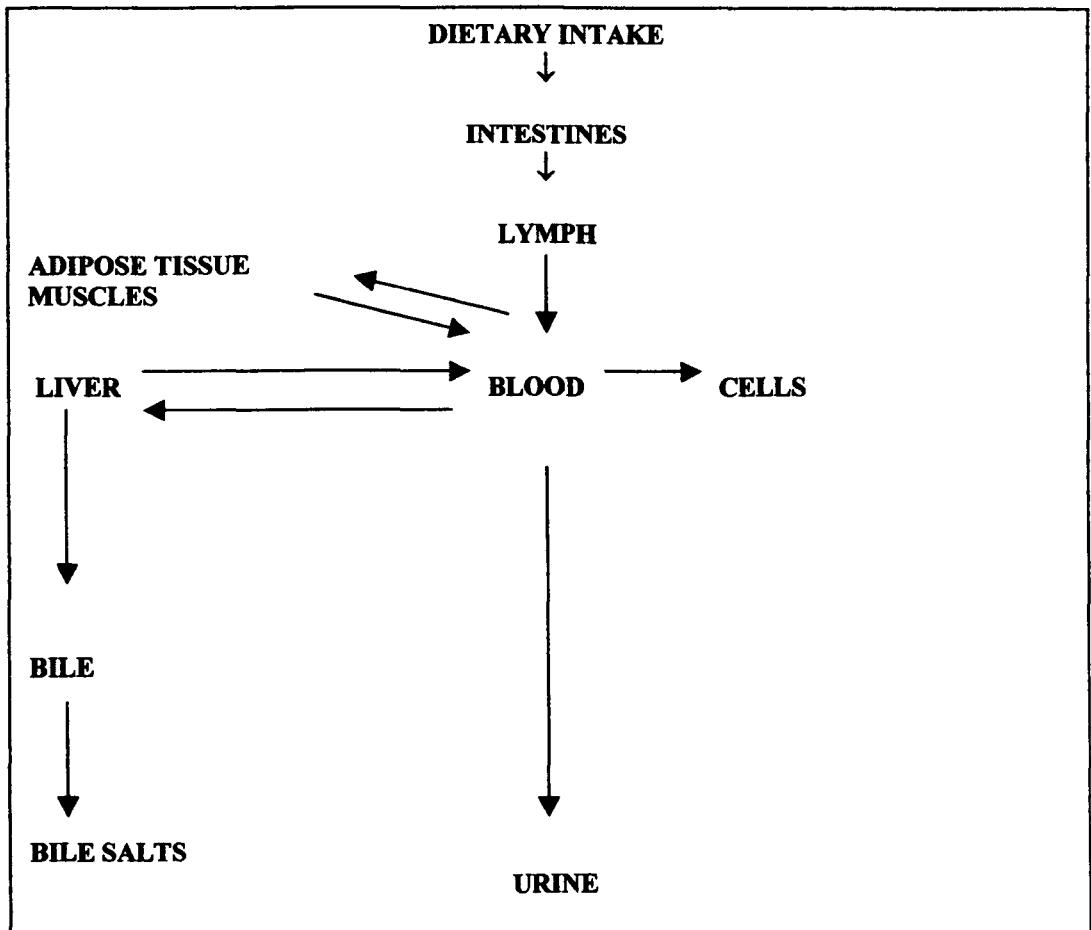 DIETARY INTAKE
INTESTINES
LYMPH
ADIPOSE TISSUE
MUSCLES
LIVER
BLOOD
CELLS
BILE
BILE SALTS
URINE